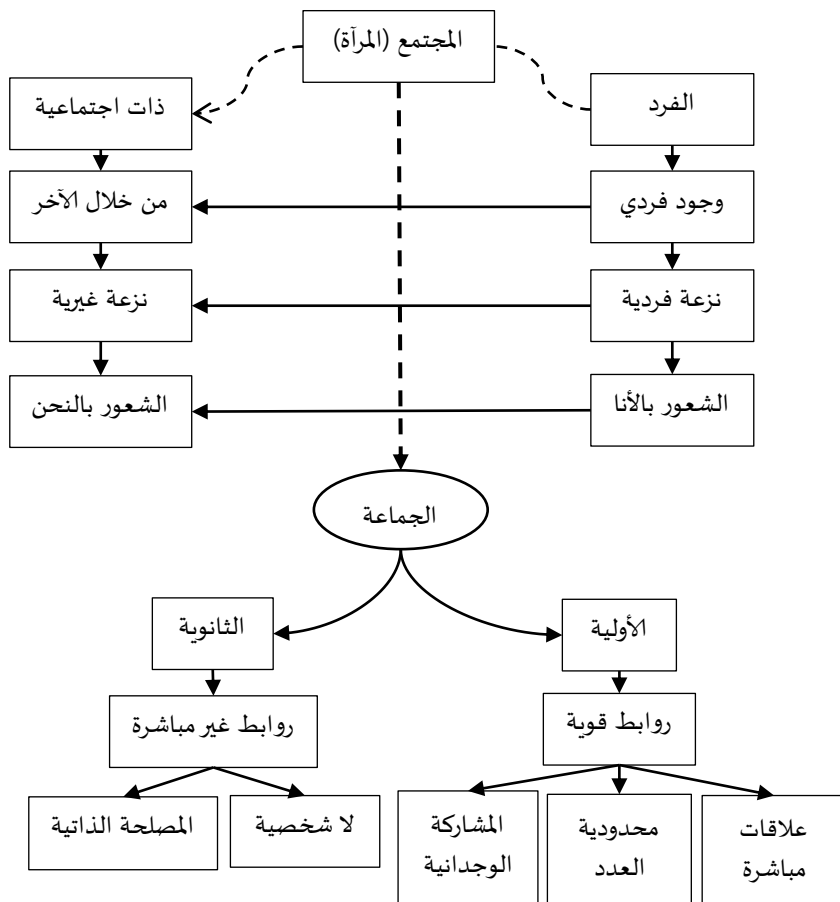 المجتمع (المرآة)
الفرد
ذات اجتماعية
وجود فردي
من خلال الآخر
نزعة فردية
نزعة غيرية
الشعور بالأنا
الشعور بالنحن
الجماعة
الأولية
الثانوية
روابط قوية
روابط غير مباشرة
علاقات
مباشرة
محدودية
العدد
المشاركة
الوجدانية
لا شخصية
المصلحة الذاتية